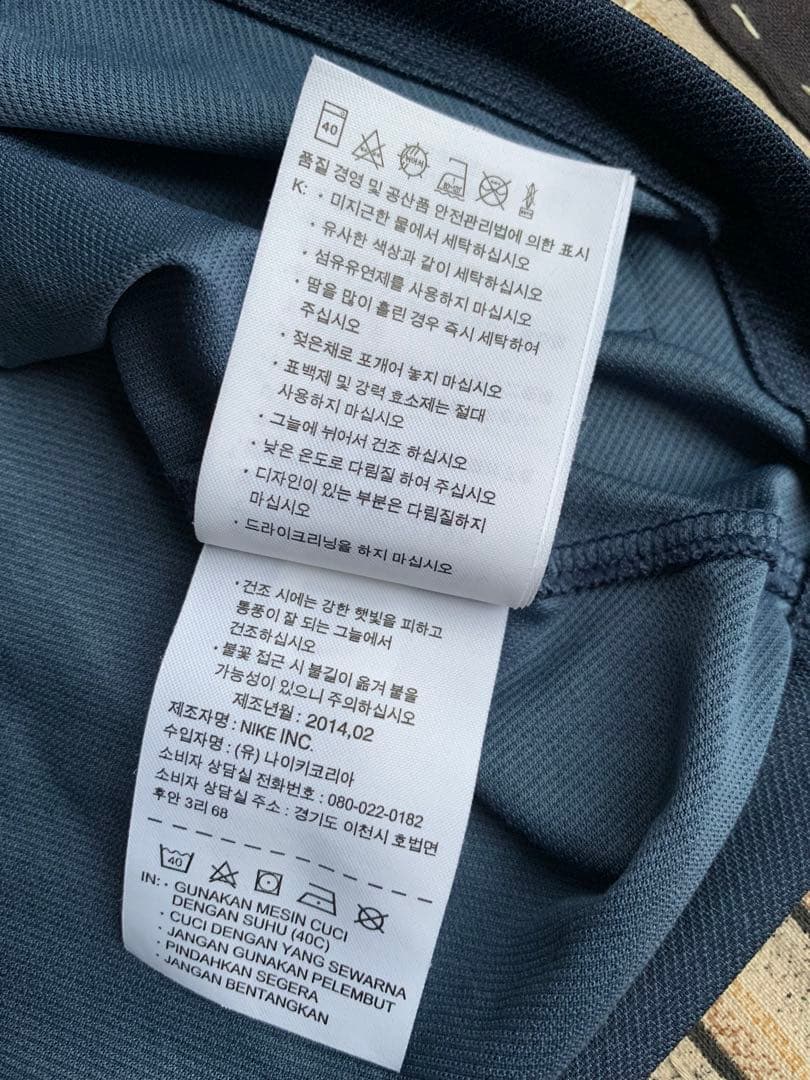 40
품질 경영 및 공산품 안전관리법에 의한 표시
K: · 미지근한 물에서 세탁하십시오
· 유사한 색상과 같이 세탁하십시오
· 섬유유연제를 사용하지 마십시오
· 땀을 많이 흘린 경우 즉시 세탁하여
주십시오
· 젖은채로 포개어 놓지 마십시오
· 표백제 및 강력 효소제는 절대
사용하지 마십시오
· 그늘에 뉘어서 건조 하십시오
· 낮은 온도로 다림질 하여 주십시오
· 디자인이 있는 부분은 다림질하지
마십시오
· 드라이크리닝을 하지 마십시오
· 건조 시에는 강한 햇빛을 피하고
통풍이 잘 되는 그늘에서
건조하십시오
· 불꽃 접근 시 불길이 옮겨 붙을
가능성이 있으니 주의하십시오
제조년월 : 2014,02
제조자명 : NIKE INC.
수입자명 : (유) 나이키코리아
소비자 상담실 전화번호 : 080-022-0182
소비자 상담실 주소 : 경기도 이천시 호법면
후안 3리 68
40
IN: · GUNAKAN MESIN CUCI
DENGAN SUHU (40C)
· CUCI DENGAN YANG SEWARNA
· JANGAN GUNAKAN PELEMBUT
· PINDAHKAN SEGERA
· JANGAN BENTANGKAN